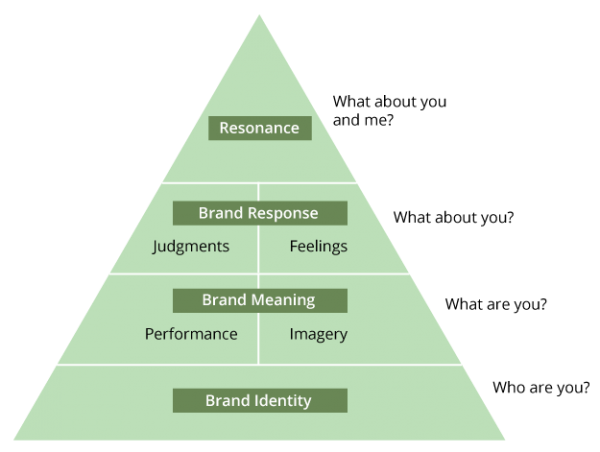 What about you
and me?
Resonance
Brand Response
What about you?
Judgments
Feelings
Brand Meaning
What are you?
Performance
Imagery
Who are you?
Brand Identity